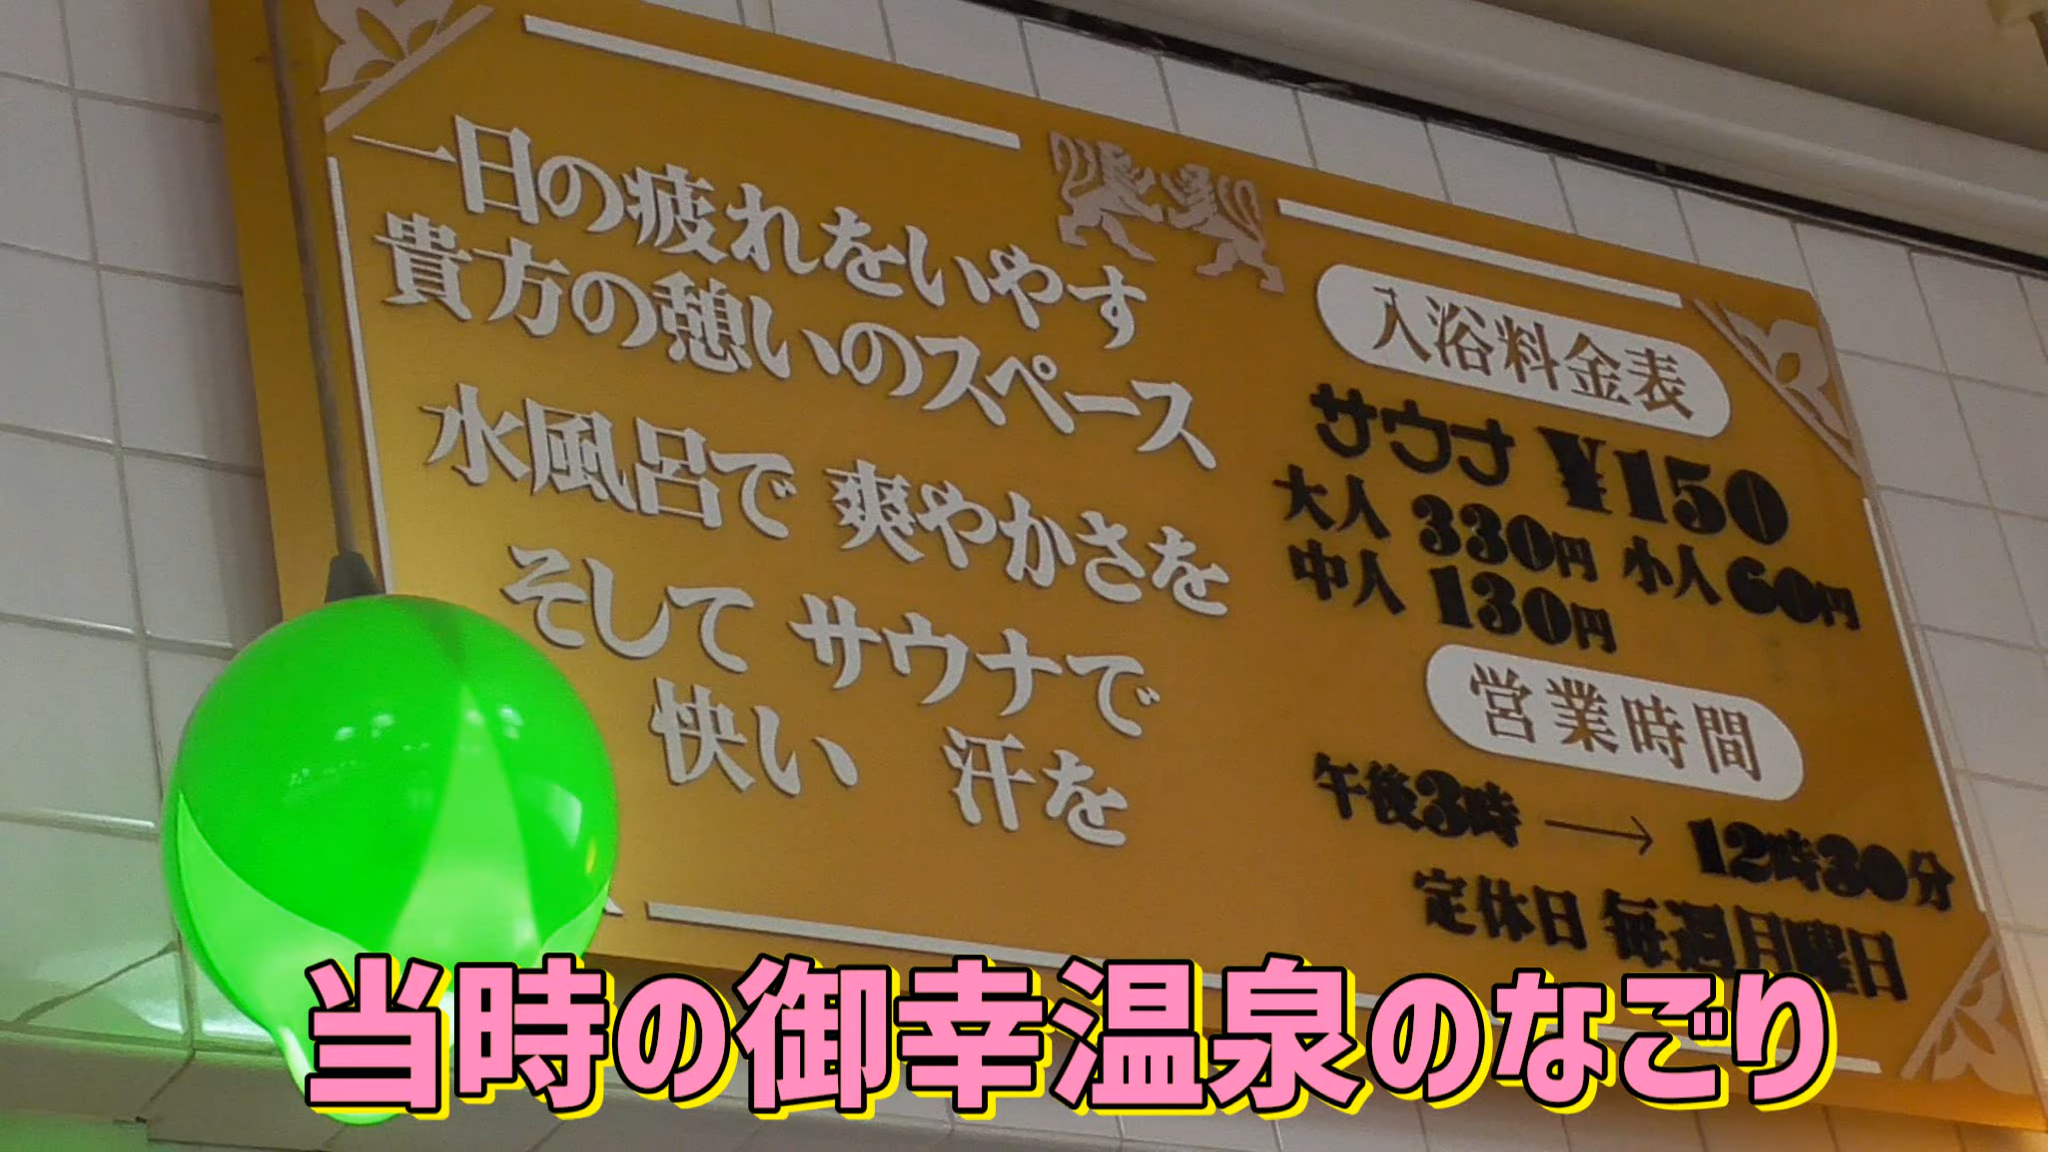 一日の疲れをいやす
貴方の憩いのスペース
水風呂で 爽やかさを
そして サウナで
快い 汗を
入浴料金表
サウナ ¥150
大人 330円 小人 60円
中人 130円
営業時間
午後3時 → 12時30分
定休日 毎週月曜日
当時の御幸温泉のなごり